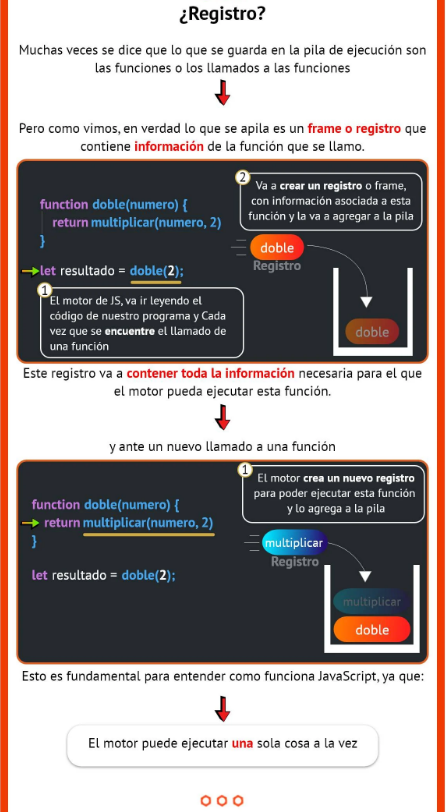 ¿Registro?
Muchas veces se dice que lo que se guarda en la pila de ejecución son
las funciones o los llamados a las funciones
Pero como vimos, en verdad lo que se apila es un frame o registro que
contiene información de la función que se llamo.
2
Va a crear un registro o frame,
con información asociada a esta
función y la va a agregar a la pila
function doble(numero) {
return multiplicar(numero, 2)
}
doble
Registro
let resultado = doble(2);
1
El motor de JS, va ir leyendo el
código de nuestro programa y Cada
vez que se encuentre el llamado de
una función
doble
Este registro va a contener toda la información necesaria para el que
el motor pueda ejecutar esta función.
y ante un nuevo llamado a una función
1
El motor crea un nuevo registro
para poder ejecutar esta función
y lo agrega a la pila
function doble(numero) {
return multiplicar(numero, 2)
}
multiplicar
Registro
let resultado = doble(2);
multiplicar
doble
Esto es fundamental para entender como funciona JavaScript, ya que:
El motor puede ejecutar una sola cosa a la vez